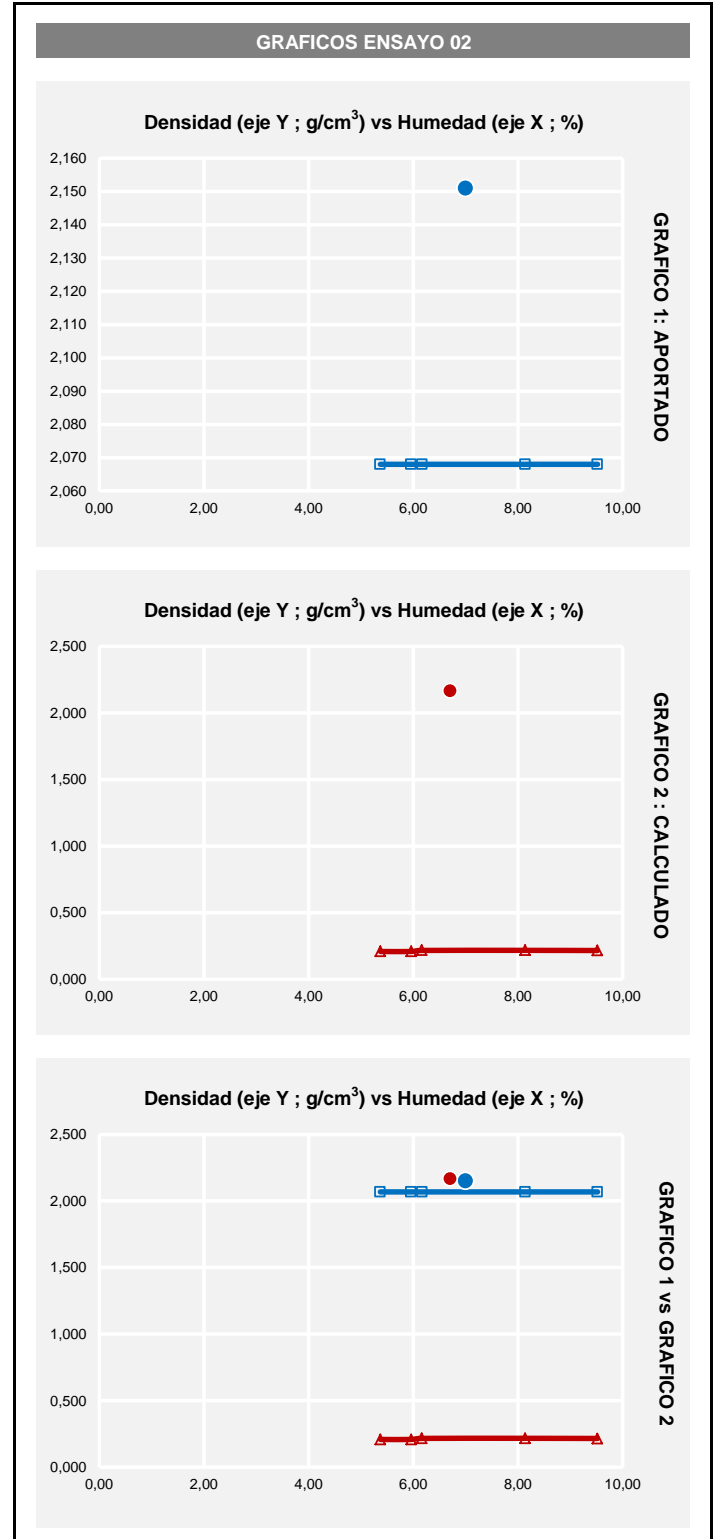 GRAFICOS ENSAYO 02
Densidad (eje Y ; g/cm³) vs Humedad (eje X ; %)
2,160
2,150
2,140
2,130
2,120
2,110
2,100
2,090
2,080
2,070
2,060
0,00 2,00 4,00 6,00 8,00 10,00
GRAFICO 1: APORTADO
Densidad (eje Y ; g/cm³) vs Humedad (eje X ; %)
2,500
2,000
1,500
1,000
0,500
0,000
0,00 2,00 4,00 6,00 8,00 10,00
GRAFICO 2 : CALCULADO
Densidad (eje Y ; g/cm³) vs Humedad (eje X ; %)
2,500
2,000
1,500
1,000
0,500
0,000
0,00 2,00 4,00 6,00 8,00 10,00
GRAFICO 1 vs GRAFICO 2